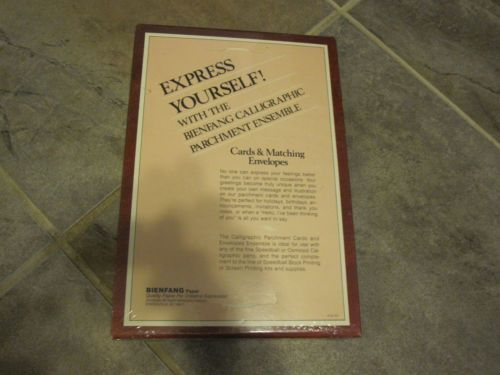 EXPRESS
YOURSELF!
WITH THE
BIENFANG CALLIGRAPHIC
PARCHMENT ENSEMBLE
Cards & Matching
Envelopes
No one can express your feelings better
than you can on special occasions. Your
greetings become truly unique when you
create your own message and illustration
on our parchment cards and envelopes.
They're perfect for holidays, birthdays, an-
nouncements, invitations, and thank you
notes, or when a "Hello, I've been thinking
of you" is all you want to say.
The Calligraphic Parchment Cards and
Envelopes Ensemble is ideal for use with
any of the fine Speedball or Osmiroid Cal-
ligraphic pens, and the perfect comple-
ment to the line of Speedball Block Printing
or Screen Printing kits and supplies.
BIENFANG Paper
Quality Paper For Creative Expression